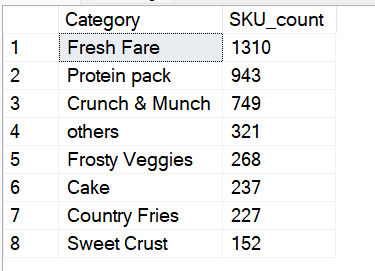 Category SKU_count
1 Fresh Fare 1310
2 Protein pack 943
3 Crunch & Munch 749
4 others 321
5 Frosty Veggies 268
6 Cake 237
7 Country Fries 227
8 Sweet Crust 152